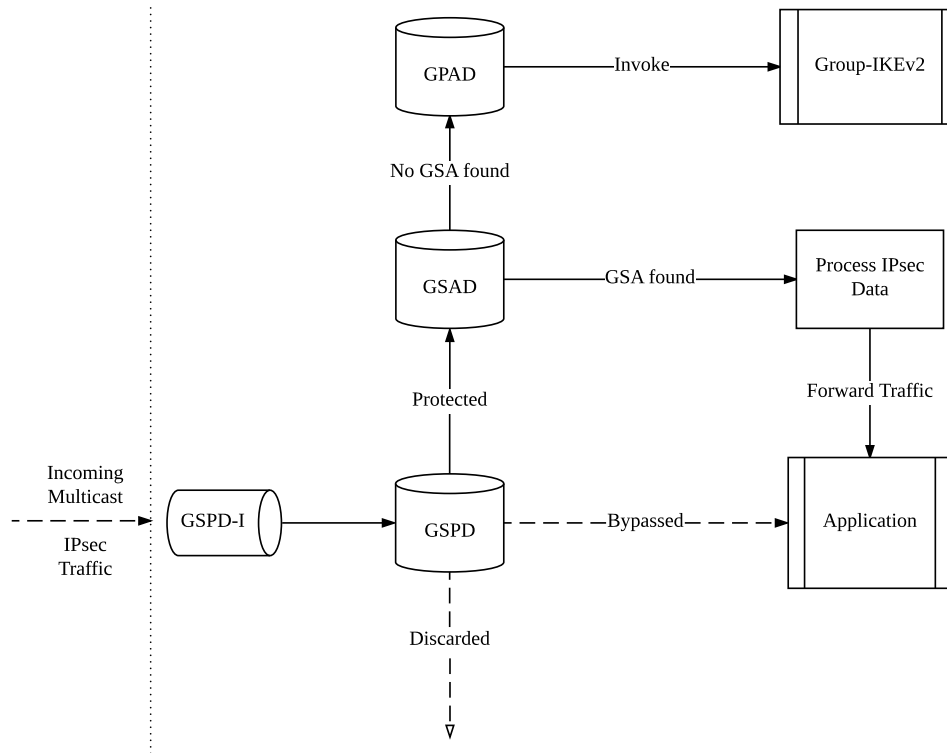 GPAD
Invoke
Group-IKEv2
No GSA found
GSAD
GSA found
Process IPsec
Data
Protected
Forward Traffic
Incoming
Multicast
IPsec
Traffic
GSPD-I
GSPD
Bypassed
Application
Discarded